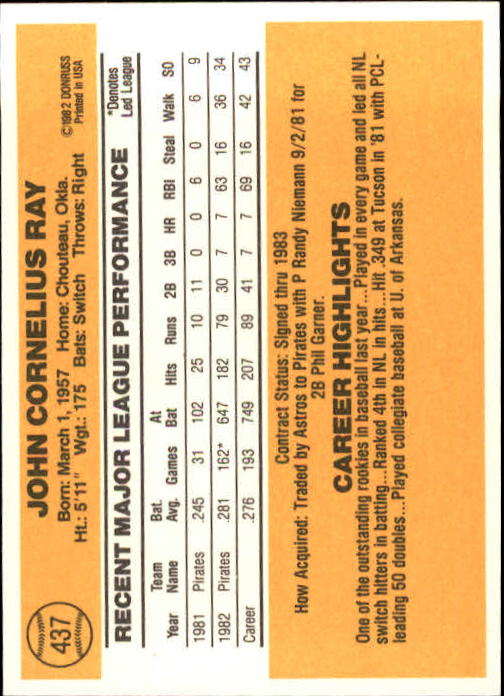 437
JOHN CORNELIUS RAY
Born: March 1, 1957 Home: Chouteau, Okla.
Ht.: 5'11" Wgt.: 175 Bats: Switch Throws: Right
©1982 DONRUSS
Printed in USA
RECENT MAJOR LEAGUE PERFORMANCE
*Denotes
Led League
Team Bat. At
Year Name Avg. Games Bat Hits Runs 2B 3B HR RBI Steal Walk SO
1981 Pirates .245 31 102 25 10 11 0 0 6 0 6 9
1982 Pirates .281 162* 647 182 79 30 7 7 63 16 36 34
Career .276 193 749 207 89 41 7 7 69 16 42 43
Contract Status: Signed thru 1983
How Acquired: Traded by Astros to Pirates with P Randy Niemann 9/2/81 for
2B Phil Garner.
CAREER HIGHLIGHTS
One of the outstanding rookies in baseball last year...Played in every game and led all NL
switch hitters in batting...Ranked 4th in NL in hits...Hit .349 at Tucson in '81 with PCL-
leading 50 doubles...Played collegiate baseball at U. of Arkansas.